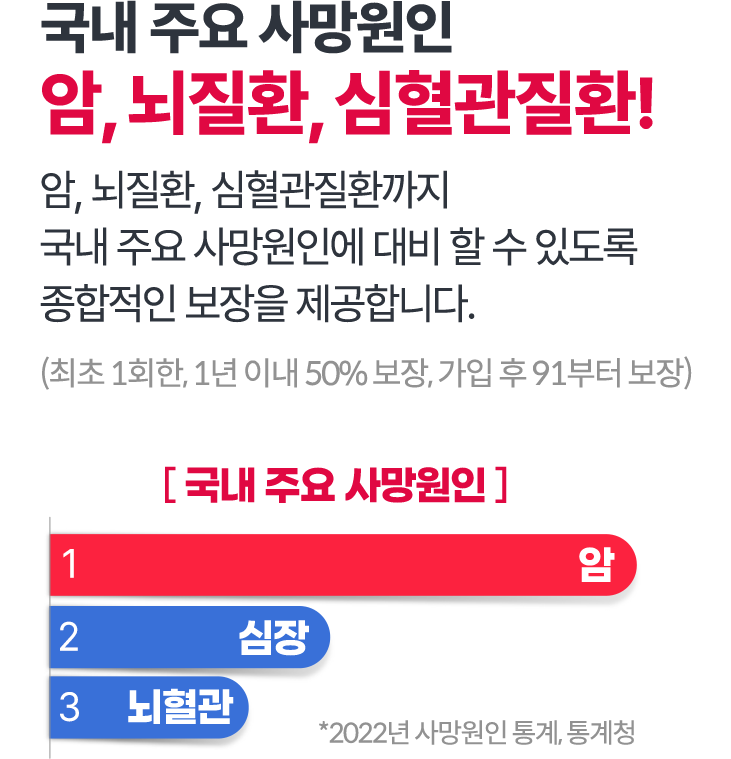 국내 주요 사망원인
암, 뇌질환, 심혈관질환!
암, 뇌질환, 심혈관질환까지
국내 주요 사망원인에 대비 할 수 있도록
종합적인 보장을 제공합니다.
(최초 1회한, 1년 이내 50% 보장, 가입 후 91부터 보장)
[ 국내 주요 사망원인 ]
1 암
2 심장
3 뇌혈관
*2022년 사망원인 통계, 통계청